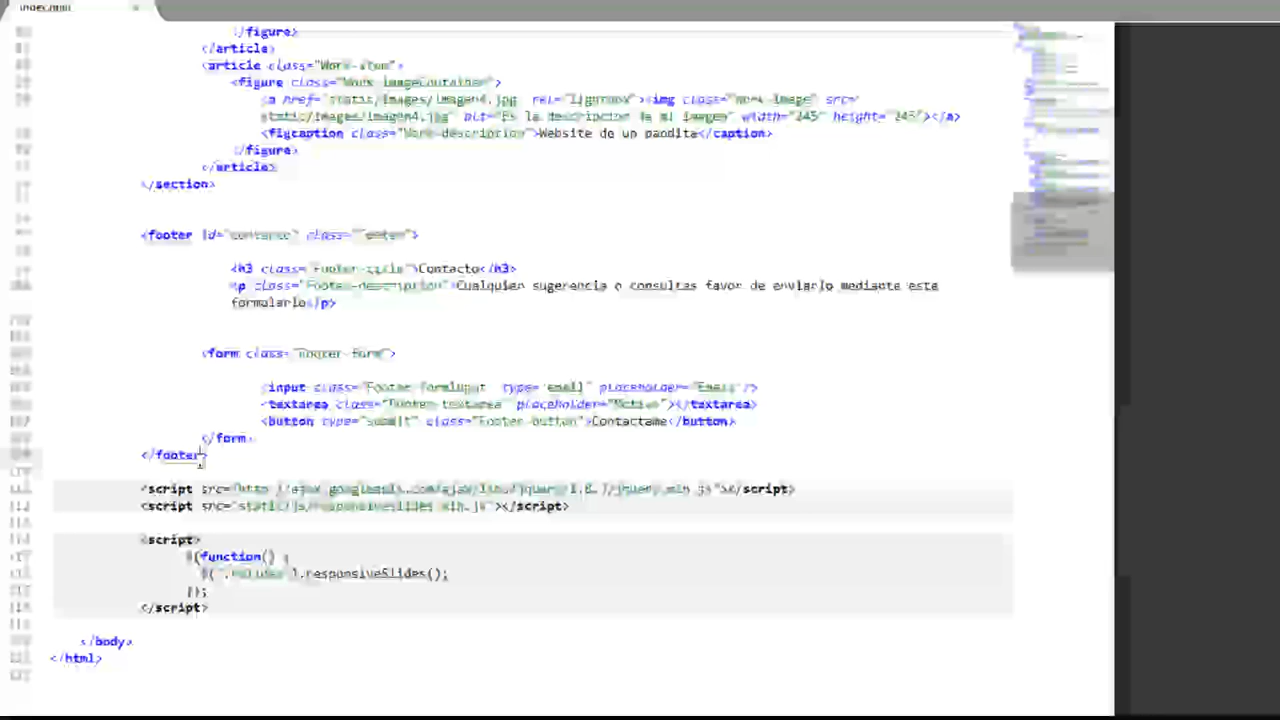 index.html
</figure>
</article>
<article class="Work-item">
<figure class="Work-imageContainer">
<a href="static/images/imagen4.jpg" rel="lightbox"><img class="Work-image" src="
static/images/imagen4.jpg" alt="Es la descripcion de mi imagen" width="245" height="245"></a>
<figcaption class="Work-description">Website de un pandita</caption>
</figure>
</article>
</section>
<footer id="contacto" class="Footer">
<h3 class="Footer-title">Contacto</h3>
<p class="Footer-description">Cualquier sugerencia o consultas favor de enviarlo mediante este
formulario</p>
<form class="Footer-form">
<input class="Footer-formInput" type="email" placeholder="Email"/>
<textarea class="Footer-textarea" placeholder="Motivo"></textarea>
<button type="submit" class="Footer-button">Contactame</button>
</form>
</footer>
<script src="http://ajax.googleapis.com/ajax/libs/jquery/1.8. /jquery.min.js"></script>
<script src="static/js/responsiveslides.min.js"></script>
<script>
$(function() {
$(" ").responsiveSlides();
});
</script>
</body>
</html>